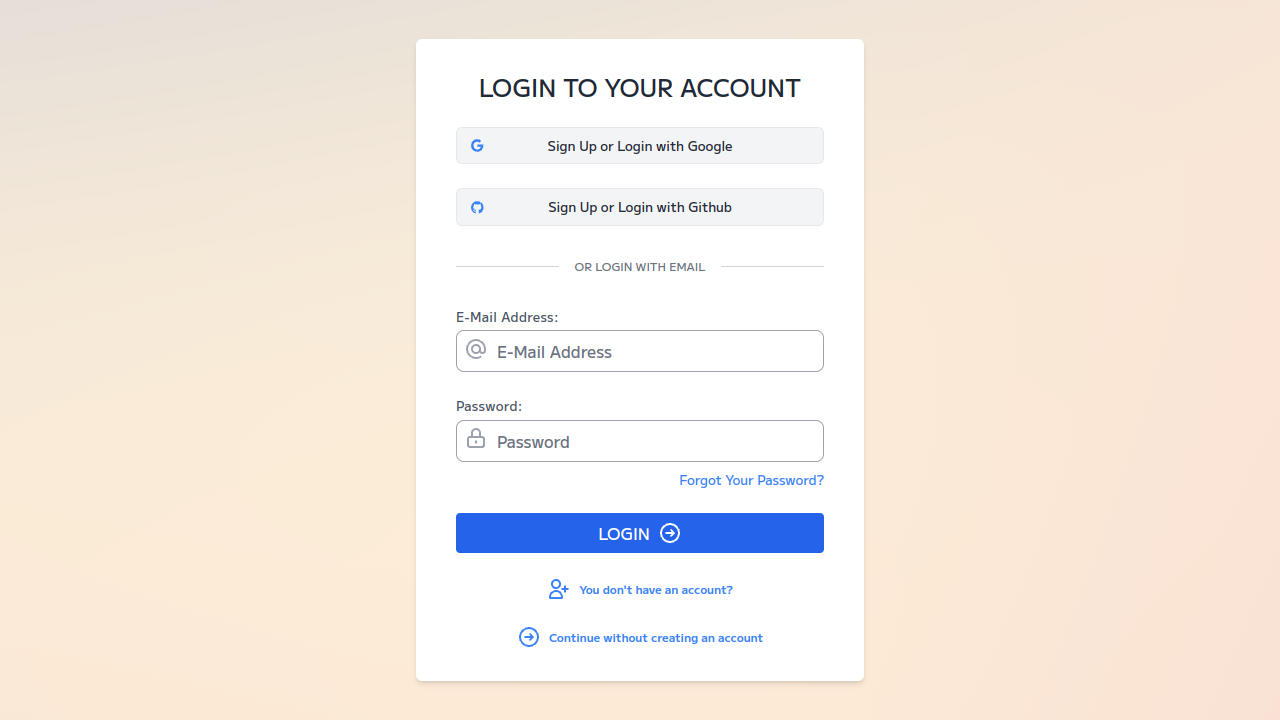 LOGIN TO YOUR ACCOUNT
Sign Up or Login with Google
Sign Up or Login with Github
OR LOGIN WITH EMAIL
E-Mail Address:
E-Mail Address
Password:
Password
Forgot Your Password?
LOGIN
You don't have an account?
Continue without creating an account